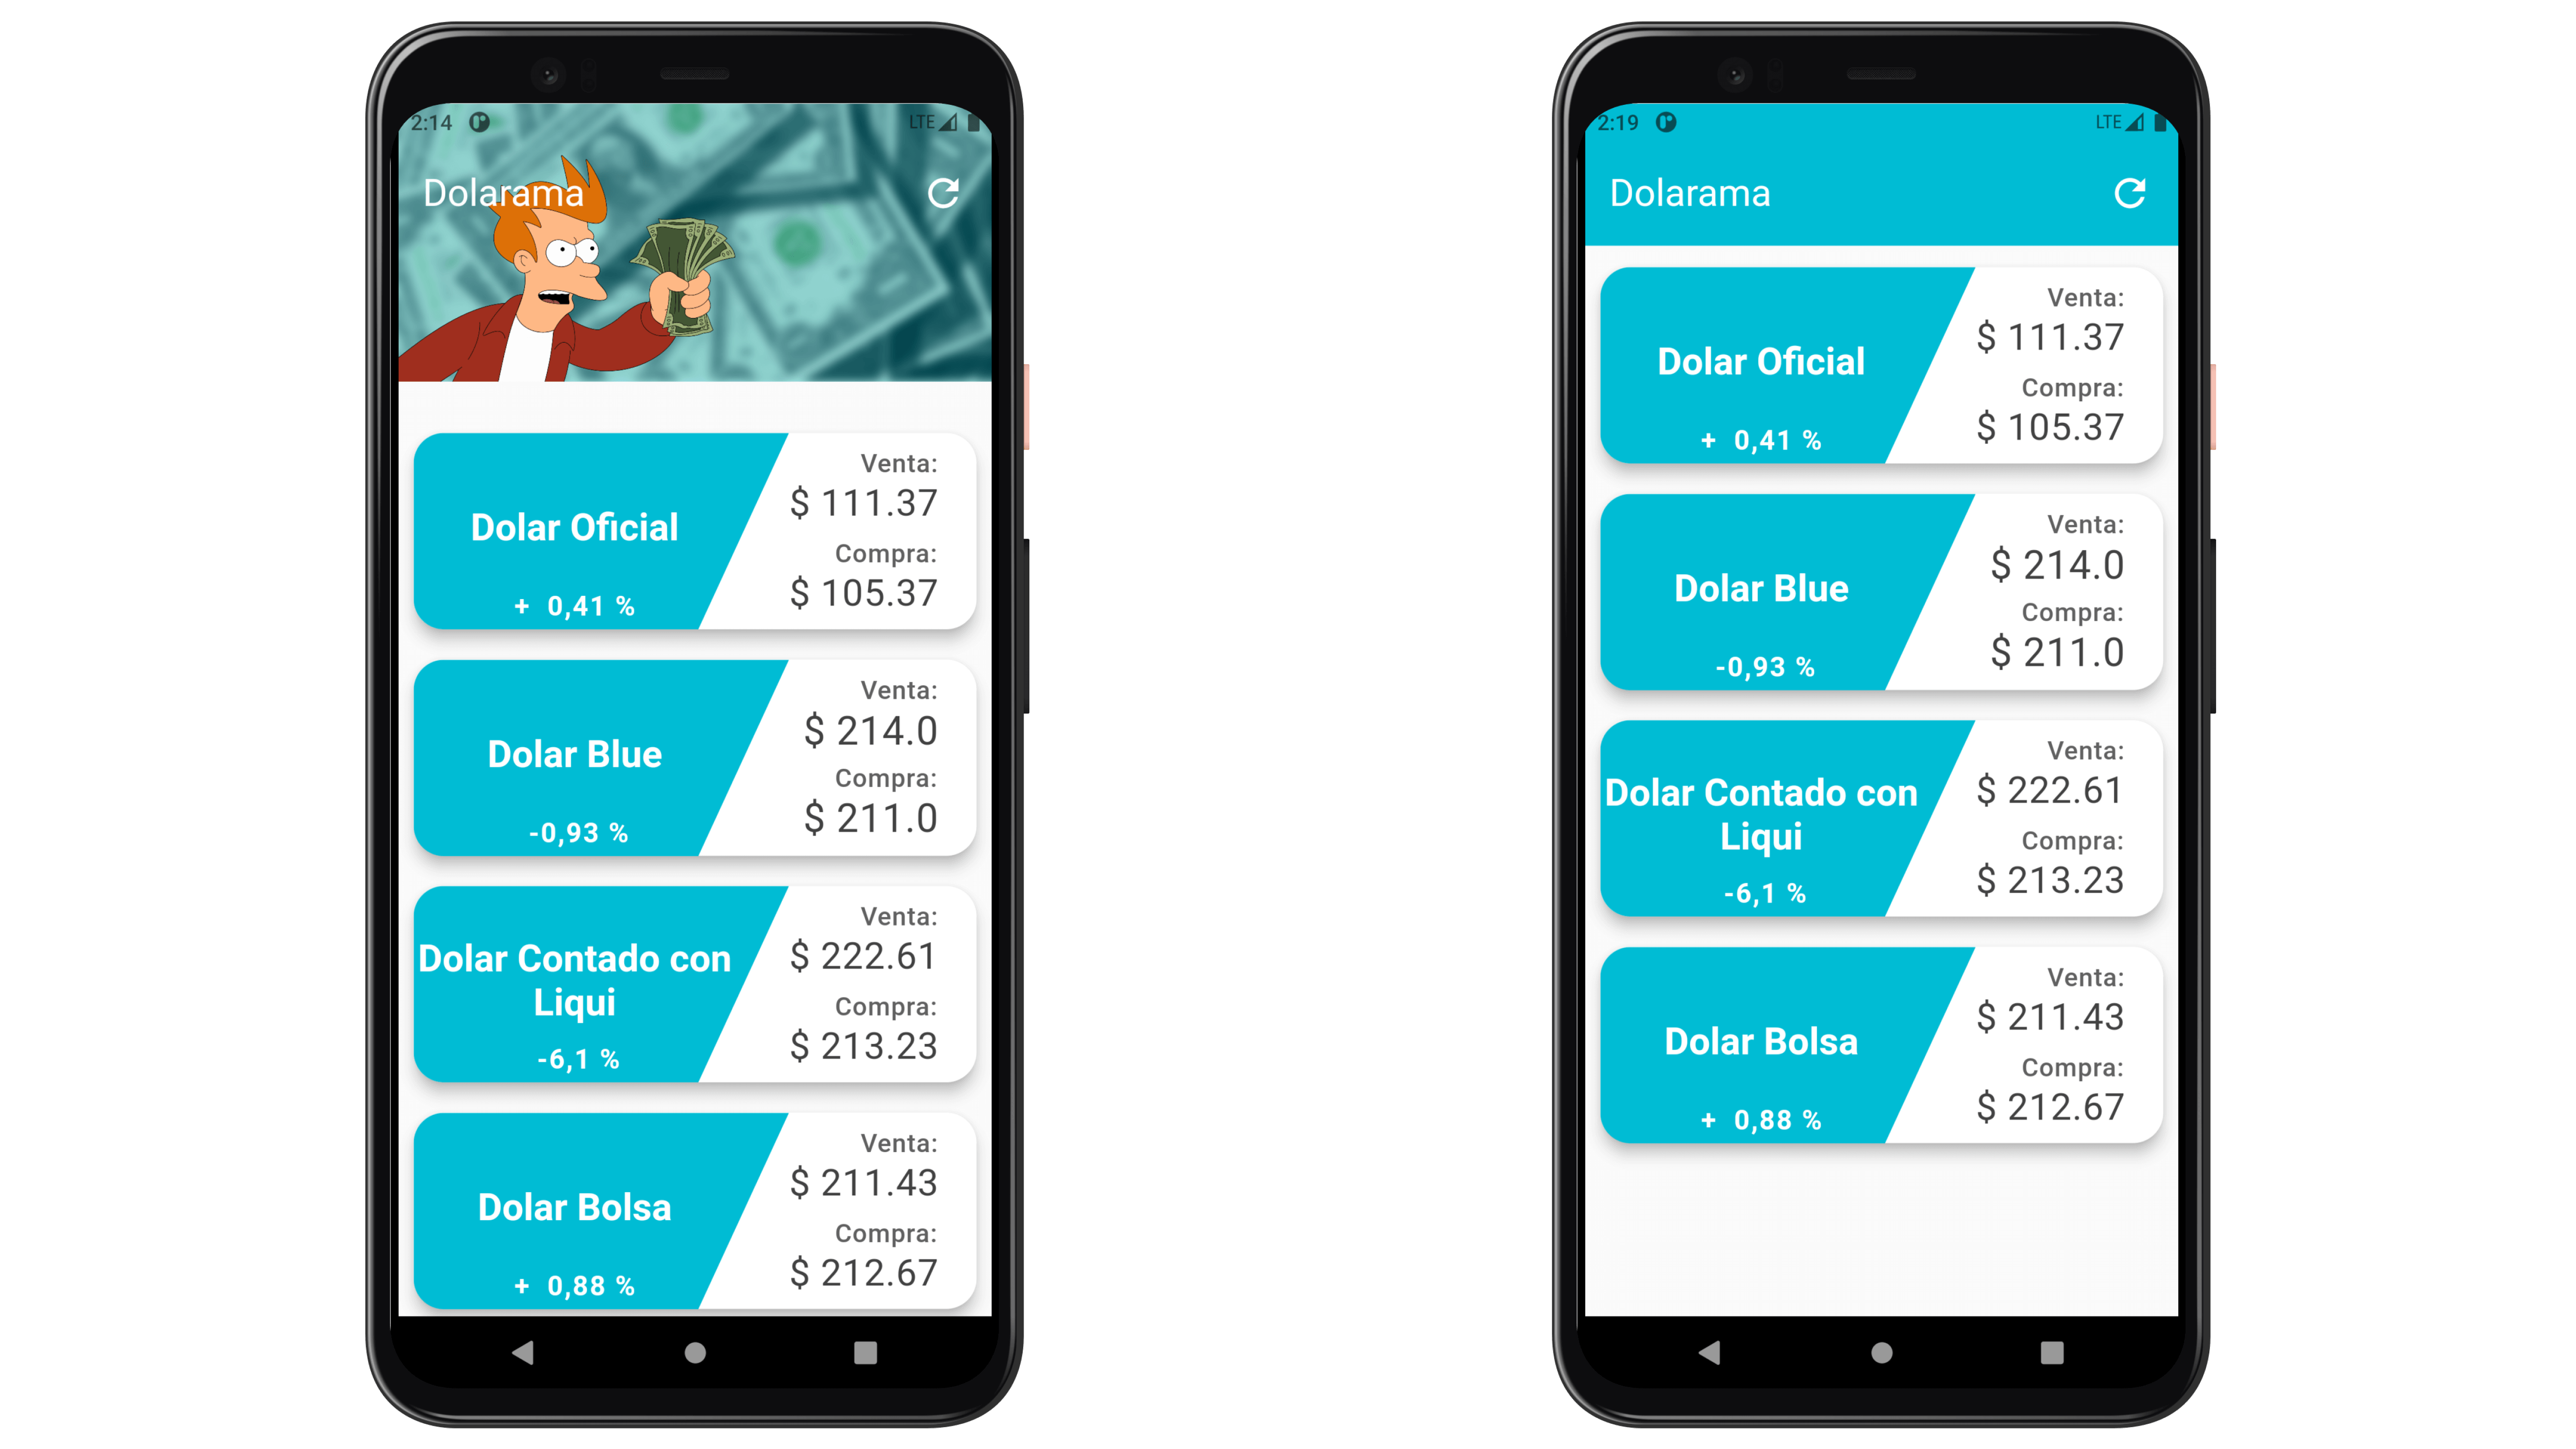 2:14
LTE
Dolarama
Dolar Oficial
+ 0,41 %
Venta:
$ 111.37
Compra:
$ 105.37
Dolar Blue
-0,93 %
Venta:
$ 214.0
Compra:
$ 211.0
Dolar Contado con
Liqui
-6,1 %
Venta:
$ 222.61
Compra:
$ 213.23
Dolar Bolsa
+ 0,88 %
Venta:
$ 211.43
Compra:
$ 212.67
2:19
LTE
Dolarama
Dolar Oficial
+ 0,41 %
Venta:
$ 111.37
Compra:
$ 105.37
Dolar Blue
-0,93 %
Venta:
$ 214.0
Compra:
$ 211.0
Dolar Contado con
Liqui
-6,1 %
Venta:
$ 222.61
Compra:
$ 213.23
Dolar Bolsa
+ 0,88 %
Venta:
$ 211.43
Compra:
$ 212.67